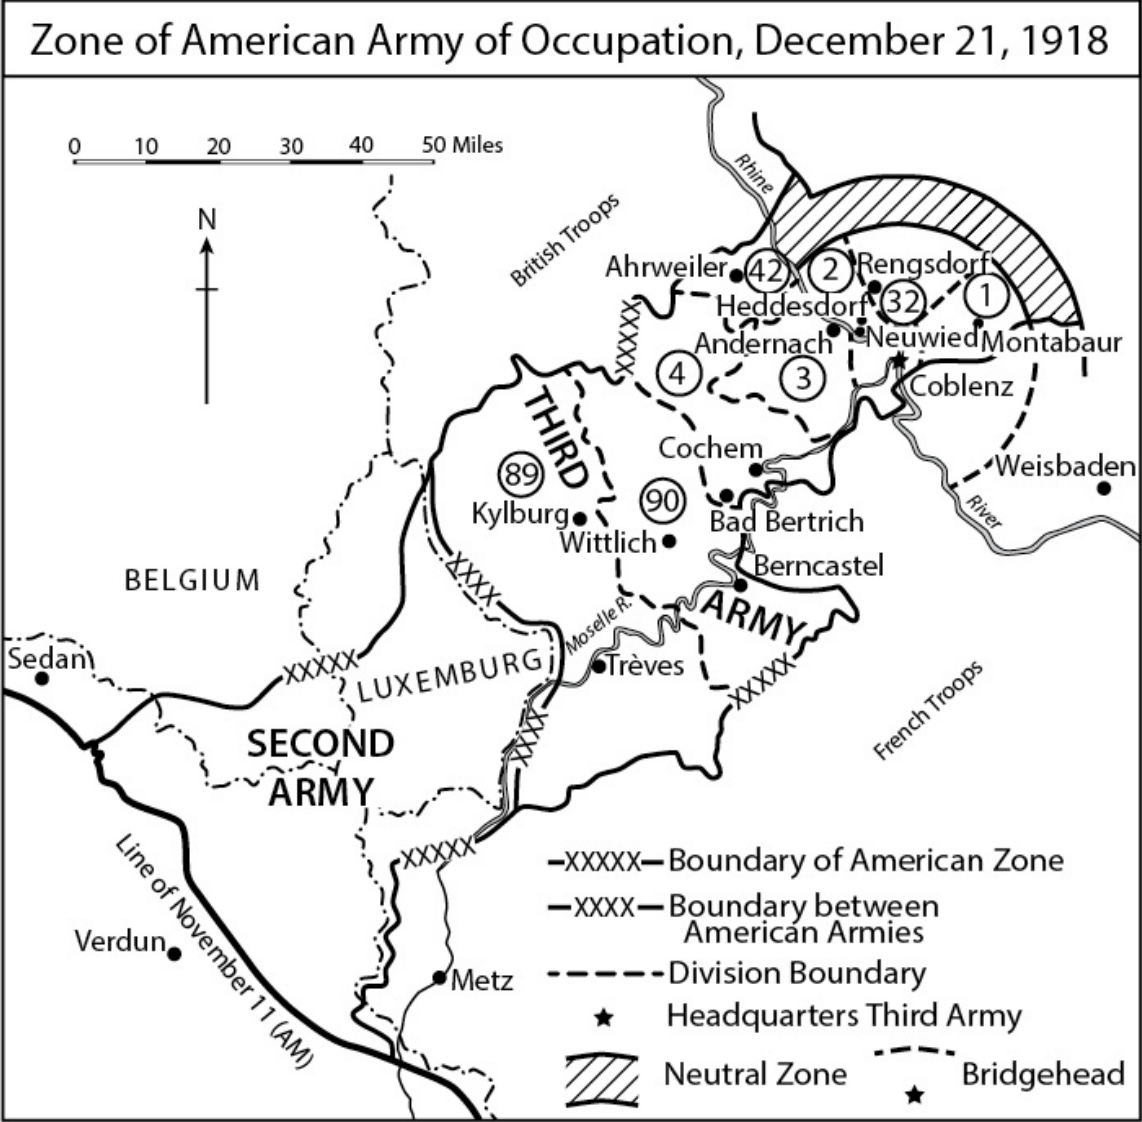 Zone of American Army of Occupation, December 21, 1918
0 10 20 30 40 50 Miles
N
Rhine
British Troops
Ahrweiler
42
2
Rengsdorf
32
1
Heddesdorf
Neuwied
Montabaur
Andernach
4
3
Coblenz
THIRD
Cochem
Weisbaden
89
90
Kylburg
Bad Bertrich
River
Wittlich
Berncastel
BELGIUM
ARMY
Moselle R.
Sedan
XXXX
XXXXX
LUXEMBURG
Trèves
XXXXX
XXXXX
French Troops
XXXX
SECOND
ARMY
XXXXX
Line of November 11 (AM)
Verdun
Metz
XXXXX Boundary of American Zone
XXXX Boundary between
American Armies
Division Boundary
Headquarters Third Army
Neutral Zone
Bridgehead